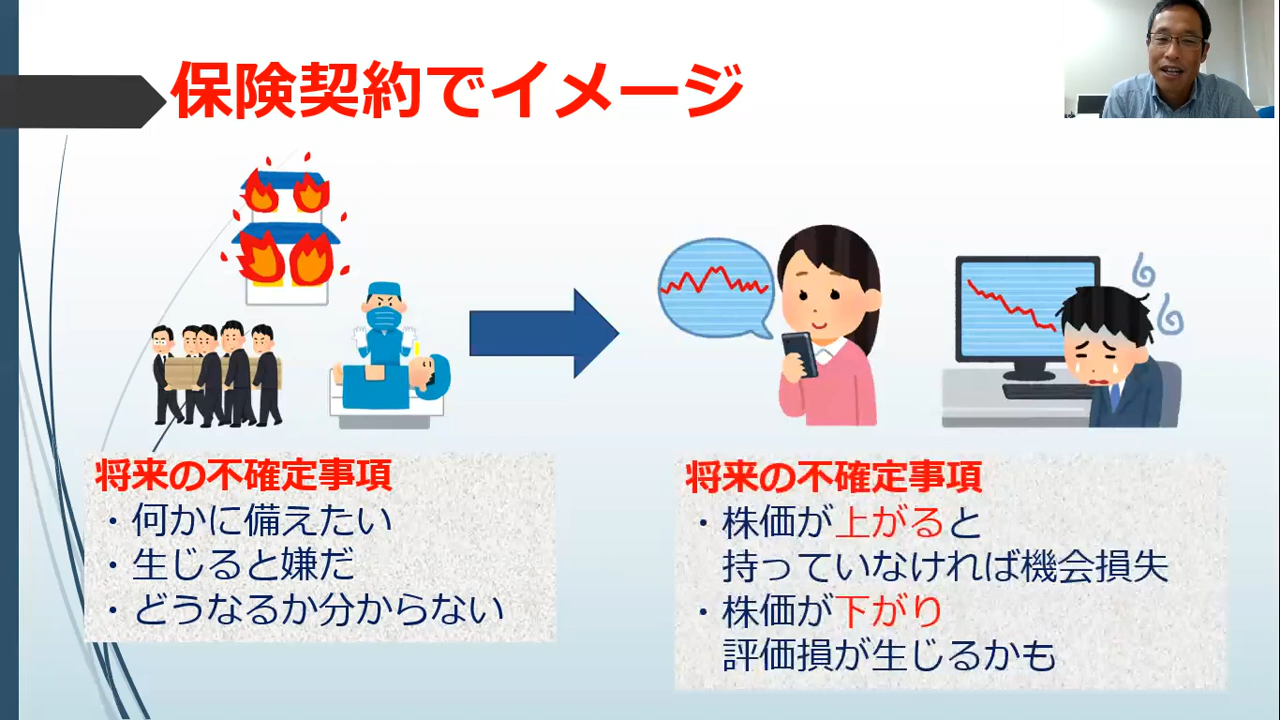 保険契約でイメージ
将来の不確定事項
・何かに備えたい
・生じると嫌だ
・どうなるか分からない
将来の不確定事項
・株価が上がると
持っていなければ機会損失
・株価が下がり
評価損が生じるかも